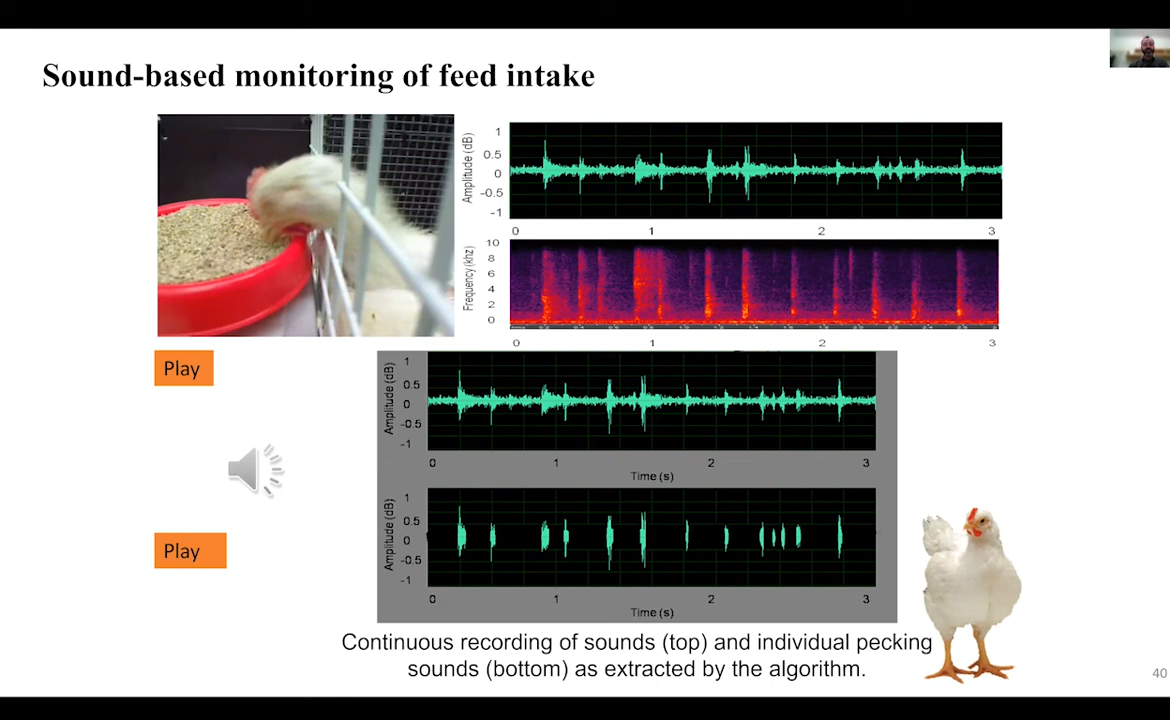 Sound-based monitoring of feed intake
Amplitude (dB)
1
0.5
0
-0.5
-1
0 1 2 3
Frequency (khz)
10
8
6
4
2
0
0 1 2 3
Play
Amplitude (dB)
1
0.5
0
-0.5
-1
0 1 2 3
Time (s)
Play
Amplitude (dB)
1
0.5
0
-0.5
-1
0 1 2 3
Time (s)
Continuous recording of sounds (top) and individual pecking
sounds (bottom) as extracted by the algorithm.
40